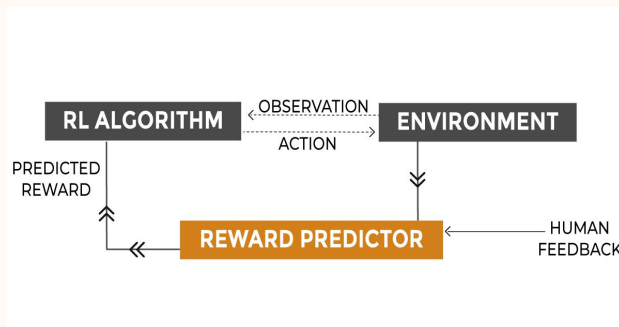 OBSERVATION
RL ALGORITHM
ENVIRONMENT
ACTION
PREDICTED
REWARD
REWARD PREDICTOR
HUMAN
FEEDBACK